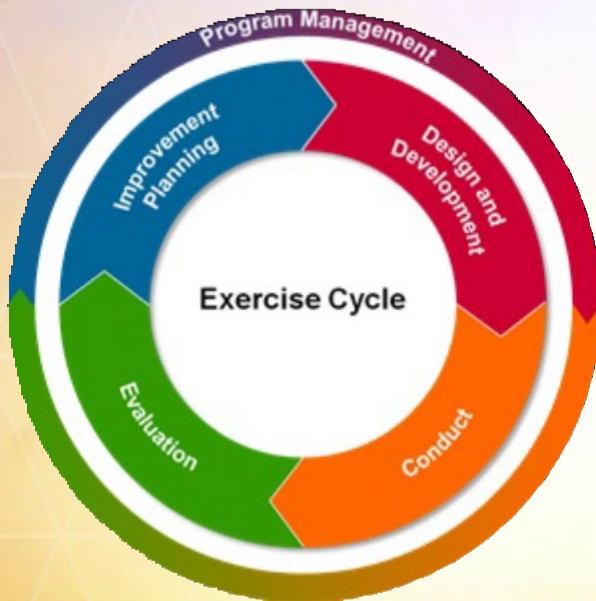 Program Management
Improvement
Planning
Design and
Development
Exercise Cycle
Evaluation
Conduct